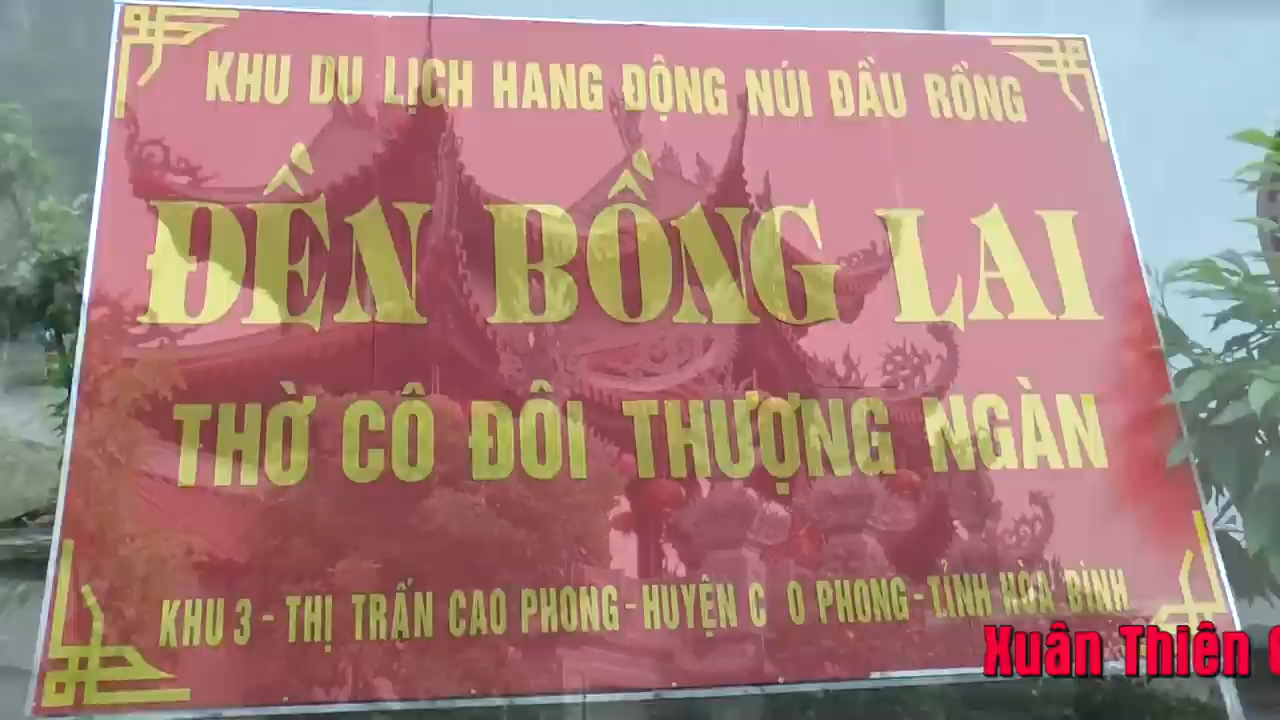 KHU DU LỊCH HANG ĐỘNG NÚI ĐẦU RỒNG
ĐỀN BỒNG LAI
THỜ CÔ ĐÔI THƯỢNG NGÀN
KHU 3 - THỊ TRẤN CAO PHONG - HUYỆN C O PHONG - TỈNH HÒA BÌNH
Xuân Thiên